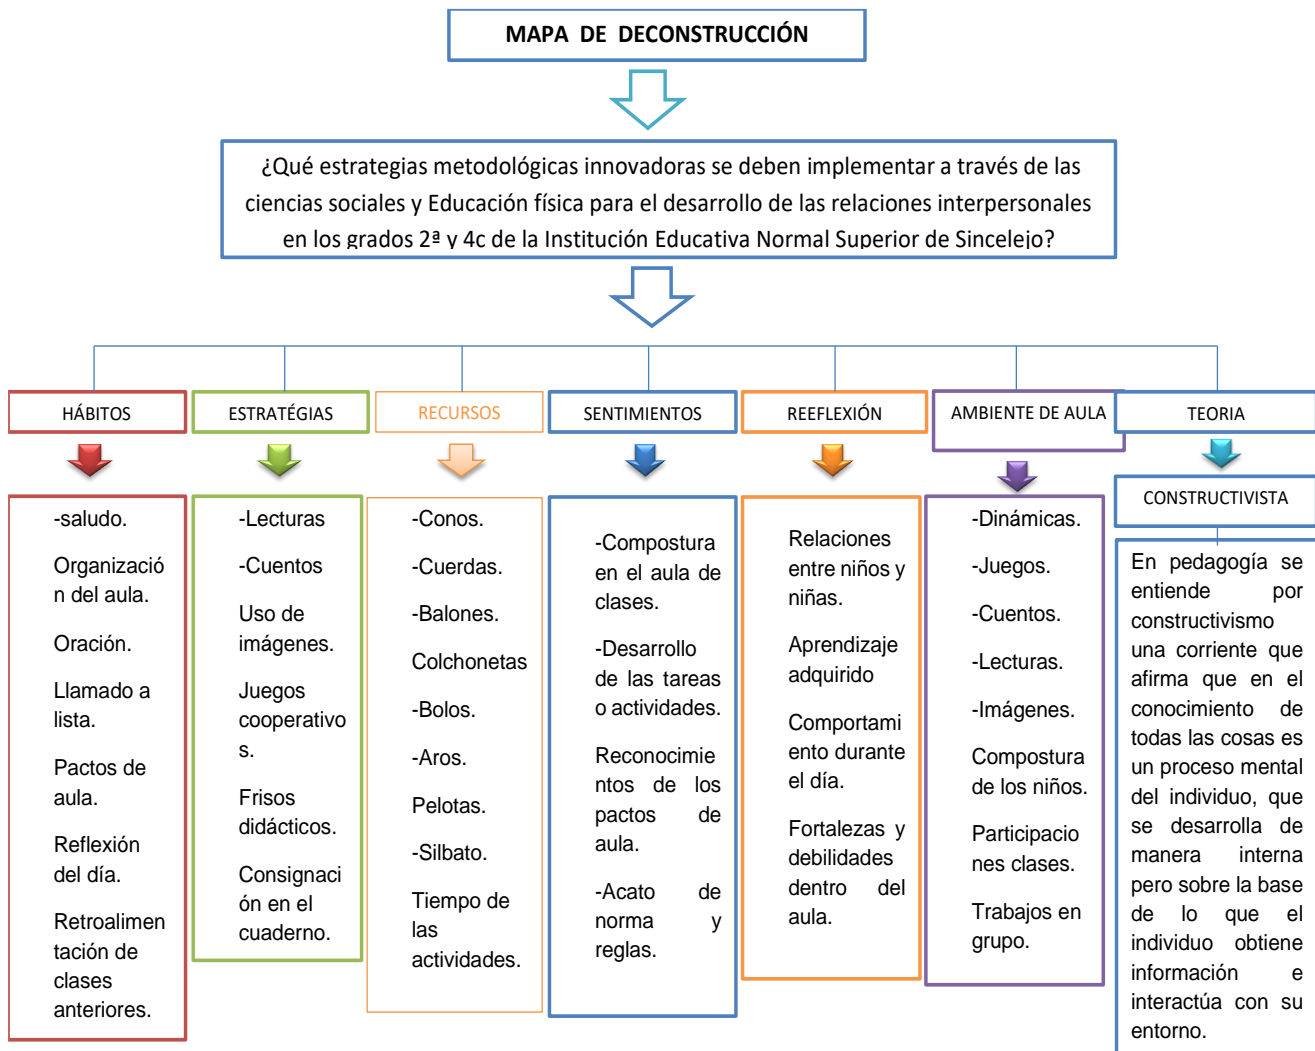 MAPA DE DECONSTRUCCIÓN
¿Qué estrategias metodológicas innovadoras se deben implementar a través de las
ciencias sociales y Educación física para el desarrollo de las relaciones interpersonales
en los grados 2ª y 4c de la Institución Educativa Normal Superior de Sincelejo?
HÁBITOS
-saludo.
Organizació
n del aula.
Oración.
Llamado a
lista.
Pactos de
aula.
Reflexión
del día.
Retroalimen
tación de
clases
anteriores.
ESTRATÉGIAS
-Lecturas
-Cuentos
Uso de
imágenes.
Juegos
cooperativo
s.
Frisos
didácticos.
Consignaci
ón en el
cuaderno.
RECURSOS
-Conos.
-Cuerdas.
-Balones.
Colchonetas
-Bolos.
-Aros.
Pelotas.
-Silbato.
Tiempo de
las
actividades.
SENTIMIENTOS
-Compostura
en el aula de
clases.
-Desarrollo
de las tareas
o actividades.
Reconocimie
ntos de los
pactos de
aula.
-Acato de
norma y
reglas.
REEFLEXIÓN
Relaciones
entre niños y
niñas.
Aprendizaje
adquirido
Comportami
ento durante
el día.
Fortalezas y
debilidades
dentro del
aula.
AMBIENTE DE AULA
-Dinámicas.
-Juegos.
-Cuentos.
-Lecturas.
-Imágenes.
Compostura
de los niños.
Participacio
nes clases.
Trabajos en
grupo.
TEORIA
CONSTRUCTIVISTA
En pedagogía se
entiende por
constructivismo
una corriente que
afirma que en el
conocimiento de
todas las cosas es
un proceso mental
del individuo, que
se desarrolla de
manera interna
pero sobre la base
de lo que el
individuo obtiene
información e
interactúa con su
entorno.